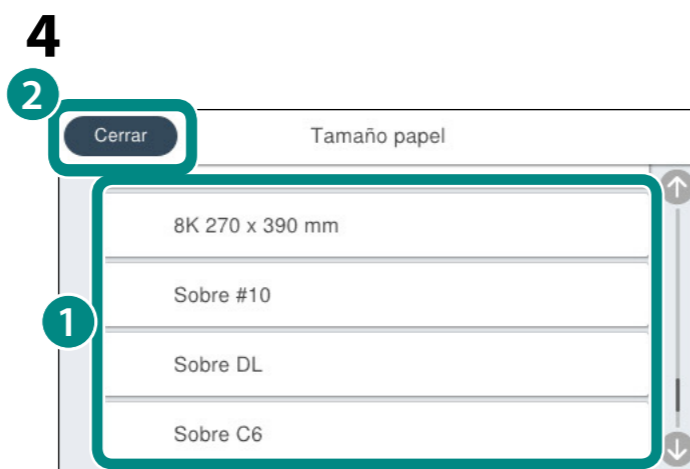 4
2
Cerrar Tamaño papel
8K 270 x 390 mm
Sobre #10
1
Sobre DL
Sobre C6